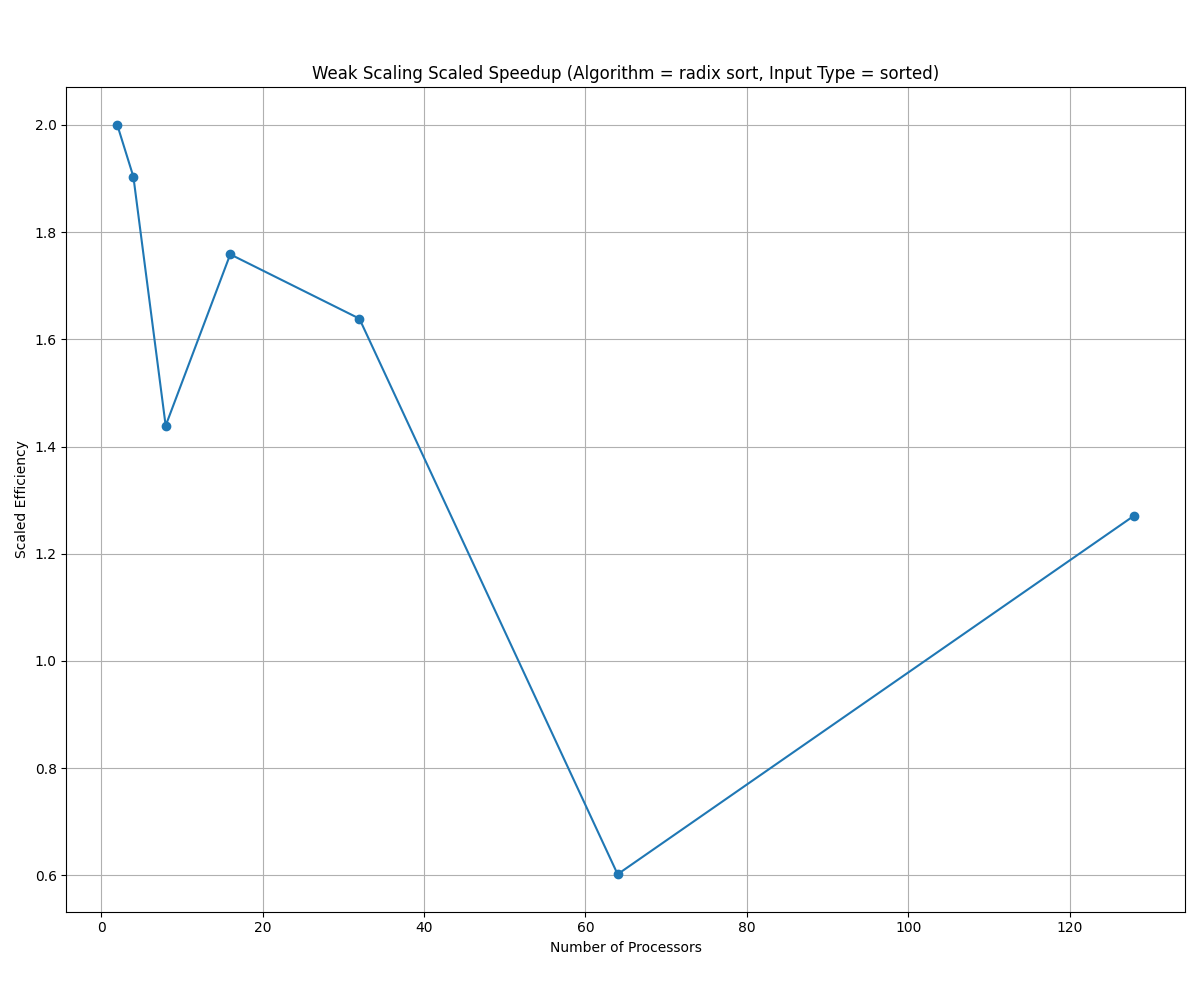 Weak Scaling Scaled Speedup (Algorithm = radix sort, Input Type = sorted)
2.0
1.8
1.6
1.4
1.2
1.0
0.8
0.6
Scaled Efficiency
0 20 40 60 80 100 120
Number of Processors